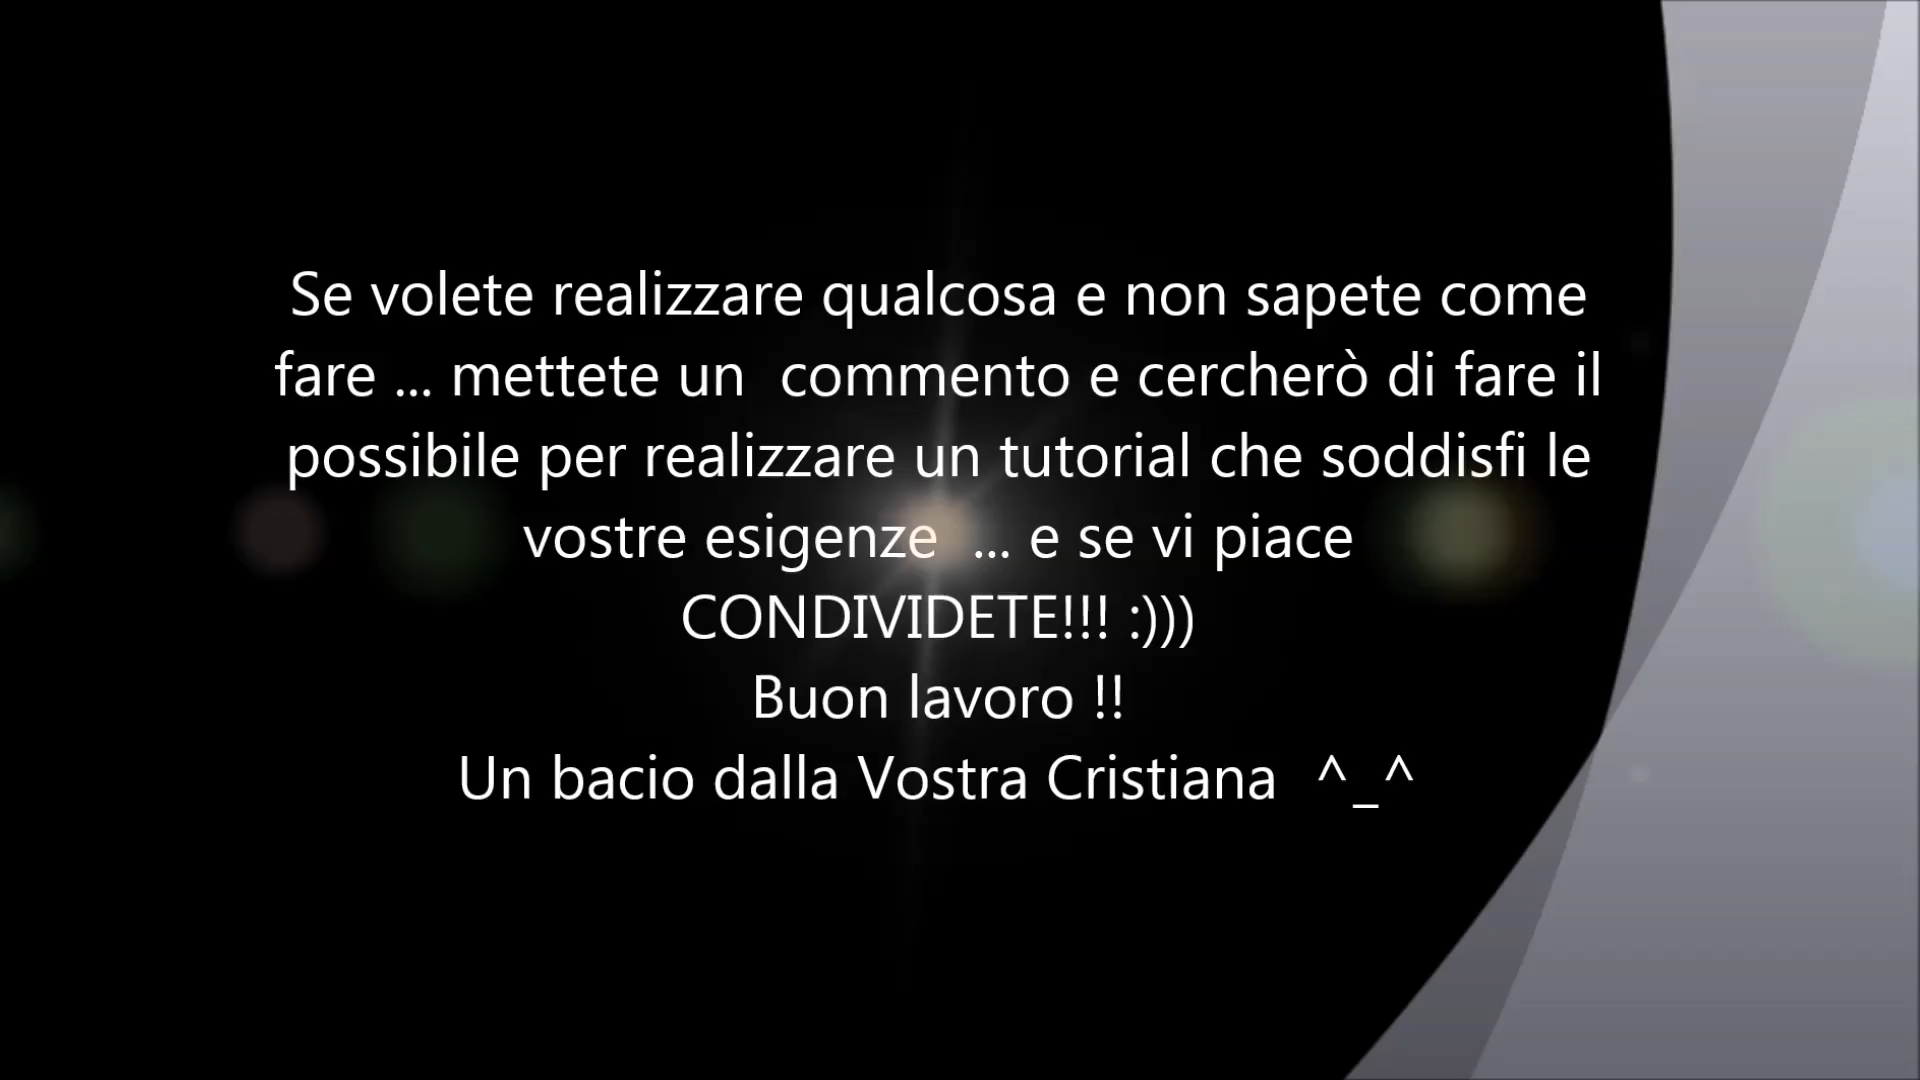 Se volete realizzare qualcosa e non sapete come
fare ... mettete un  commento e cercherò di fare il
possibile per realizzare un tutorial che soddisfi le
vostre esigenze  ... e se vi piace
CONDIVIDETE!!! :)))
Buon lavoro !!
Un bacio dalla Vostra Cristiana  ^_^